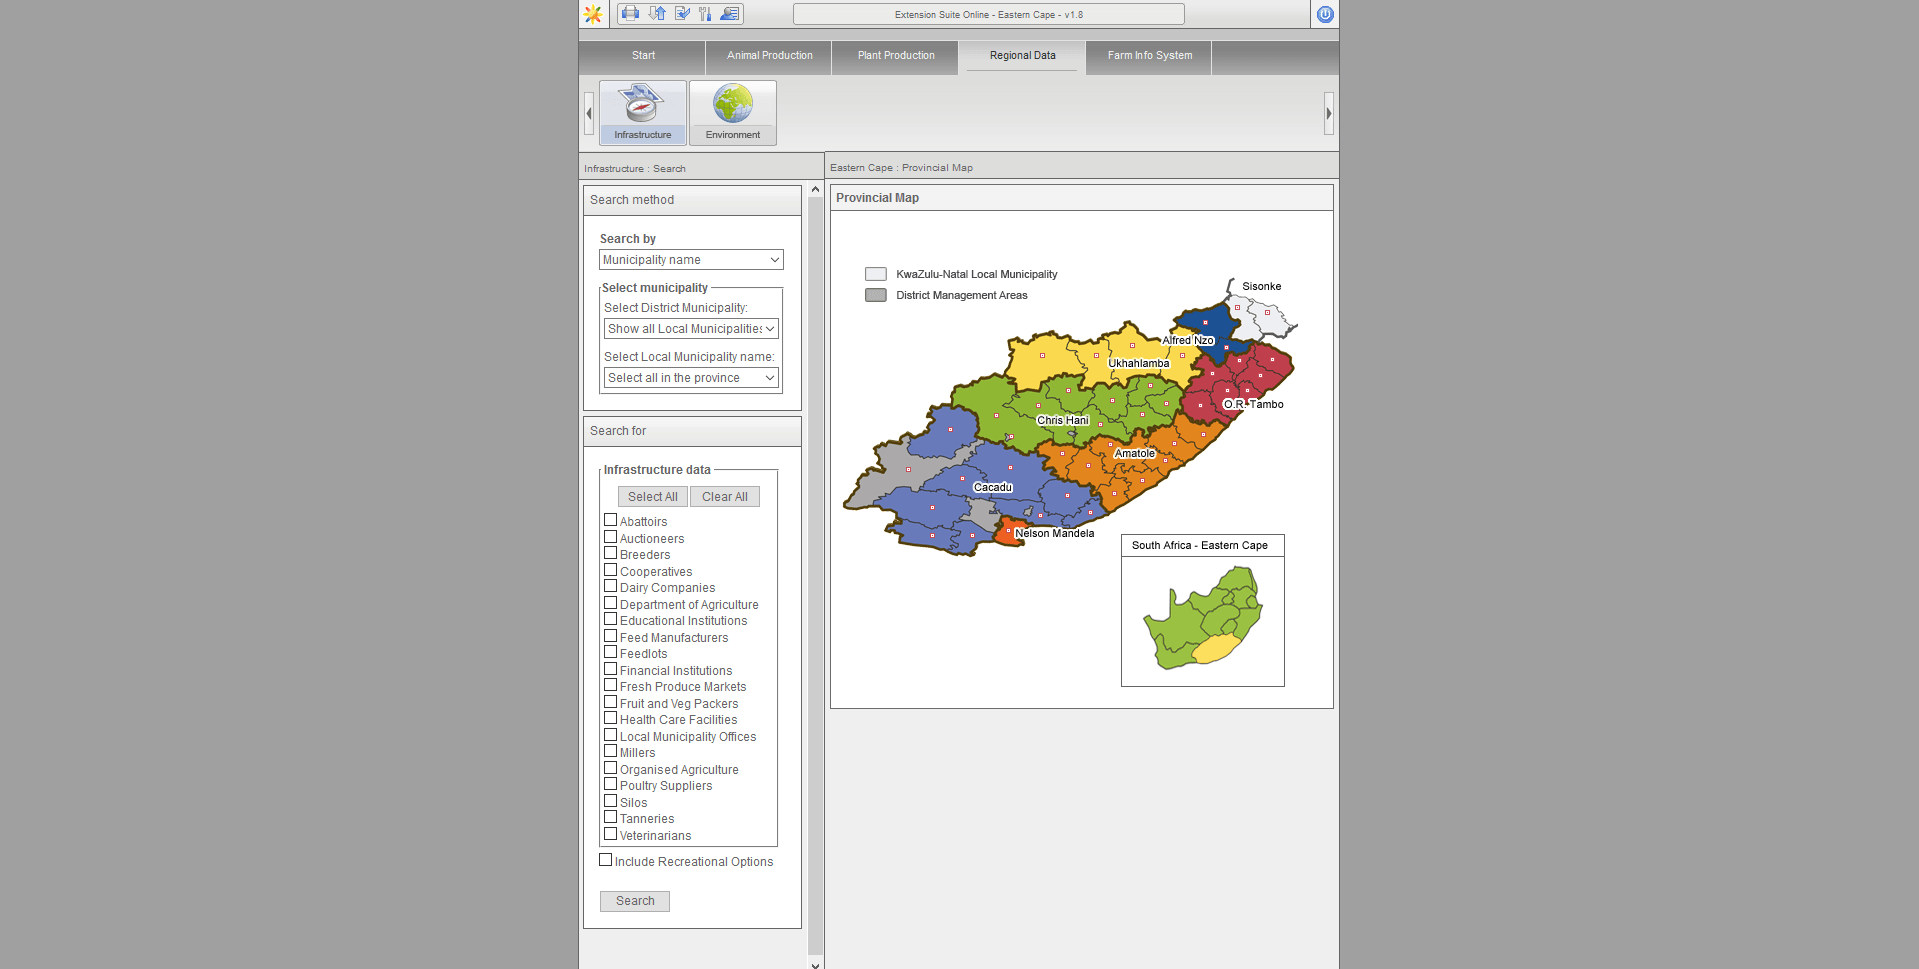 Extension Suite Online - Eastern Cape - v1.8
Start
Animal Production
Plant Production
Regional Data
Farm Info System
Infrastructure
Environment
Infrastructure : Search
Eastern Cape : Provincial Map
Search method
Search by
Municipality name
Select municipality
Select District Municipality:
Show all Local Municipalities
Select Local Municipality name:
Select all in the province
Search for
Infrastructure data
Select All
Clear All
Abattoirs
Auctioneers
Breeders
Cooperatives
Dairy Companies
Department of Agriculture
Educational Institutions
Feed Manufacturers
Feedlots
Financial Institutions
Fresh Produce Markets
Fruit and Veg Packers
Health Care Facilities
Local Municipality Offices
Millers
Organised Agriculture
Poultry Suppliers
Silos
Tanneries
Veterinarians
Include Recreational Options
Search
Provincial Map
KwaZulu-Natal Local Municipality
District Management Areas
Sisonke
Alfred Nzo
Ukhahlamba
O.R. Tambo
Chris Hani
Amatole
Cacadu
Nelson Mandela
South Africa - Eastern Cape